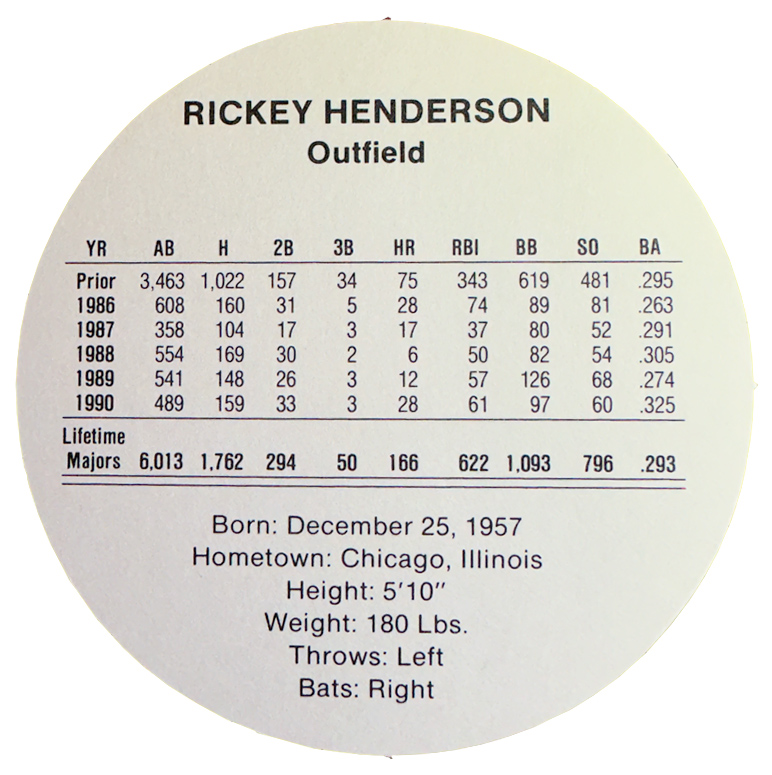 RICKEY HENDERSON
Outfield
YR AB H 2B 3B HR RBI BB SO BA
Prior 3,463 1,022 157 34 75 343 619 481 .295
1986 608 160 31 5 28 74 89 81 .263
1987 358 104 17 3 17 37 80 52 .291
1988 554 169 30 2 6 50 82 54 .305
1989 541 148 26 3 12 57 126 68 .274
1990 489 159 33 3 28 61 97 60 .325
Lifetime
Majors 6,013 1,762 294 50 166 622 1,093 796 .293
Born: December 25, 1957
Hometown: Chicago, Illinois
Height: 5'10"
Weight: 180 Lbs.
Throws: Left
Bats: Right